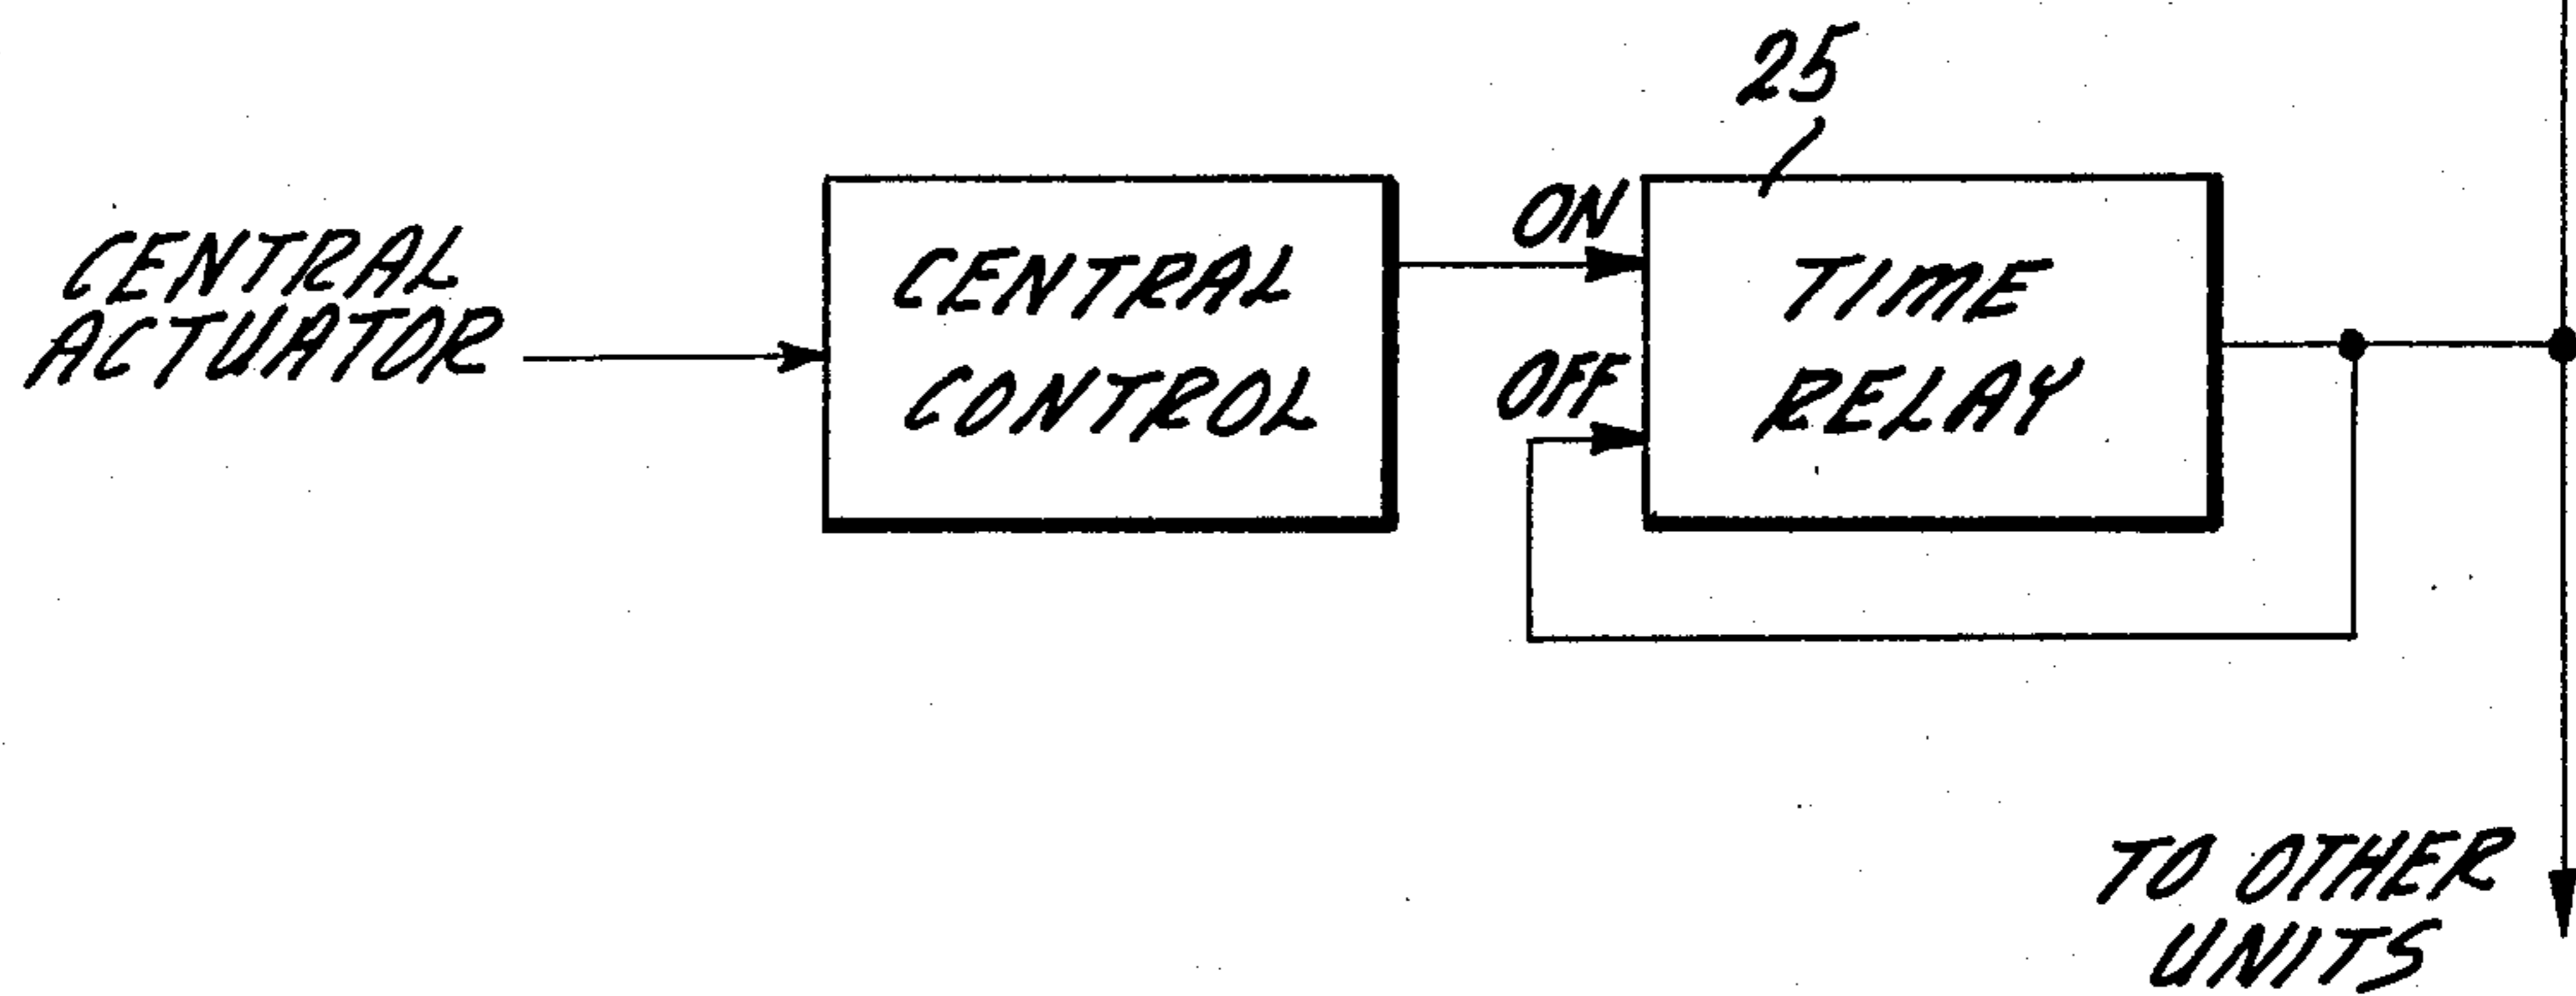 25
CENTRAL
ACTUATOR
CENTRAL
CONTROL
ON
OFF
TIME
RELAY
TO OTHER
UNITS